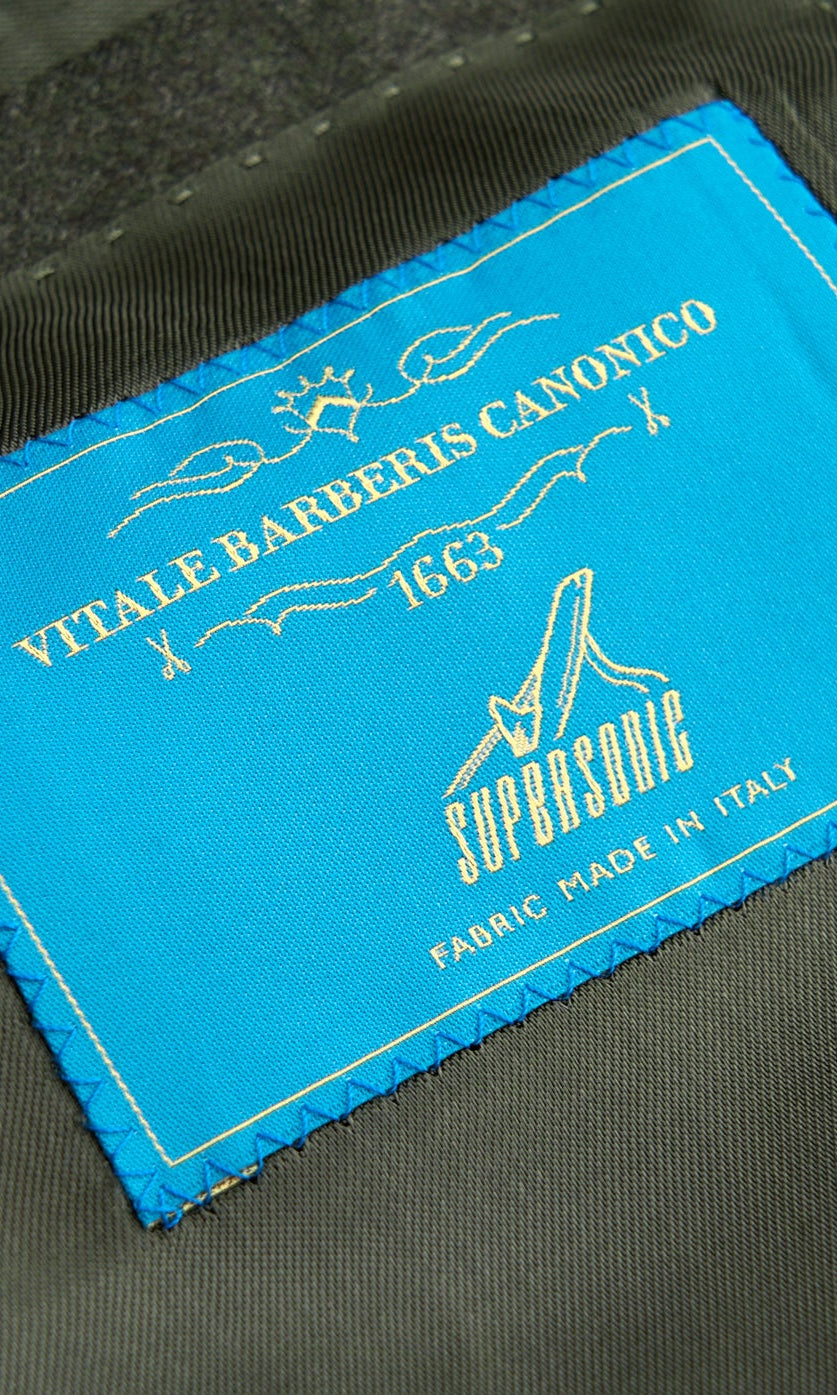 VITALE BARBERIS CANONICO
1663
SUPERSONIC
FABRIC MADE IN ITALY